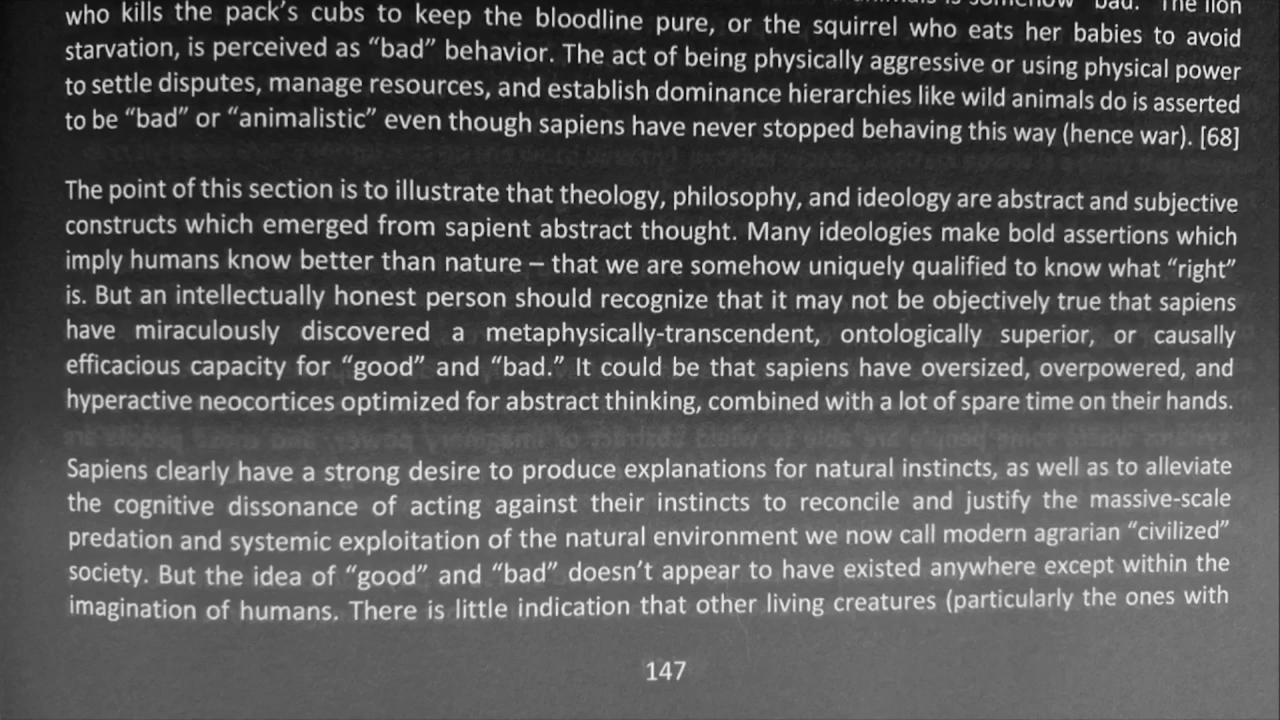 "bad." The lion
who kills the pack's cubs to keep the bloodline pure, or the squirrel who eats her babies to avoid
starvation, is perceived as “bad” behavior. The act of being physically aggressive or using physical power
to settle disputes, manage resources, and establish dominance hierarchies like wild animals do is asserted
to be “bad” or “animalistic” even though sapiens have never stopped behaving this way (hence war). [68]
The point of this section is to illustrate that theology, philosophy, and ideology are abstract and subjective
constructs which emerged from sapient abstract thought. Many ideologies make bold assertions which
imply humans know better than nature – that we are somehow uniquely qualified to know what “right”
is. But an intellectually honest person should recognize that it may not be objectively true that sapiens
have miraculously discovered a metaphysically-transcendent, ontologically superior, or causally
efficacious capacity for “good” and “bad.” It could be that sapiens have oversized, overpowered, and
hyperactive neocortices optimized for abstract thinking, combined with a lot of spare time on their hands.
Sapiens clearly have a strong desire to produce explanations for natural instincts, as well as to alleviate
the cognitive dissonance of acting against their instincts to reconcile and justify the massive-scale
predation and systemic exploitation of the natural environment we now call modern agrarian “civilized”
society. But the idea of “good” and “bad” doesn’t appear to have existed anywhere except within the
imagination of humans. There is little indication that other living creatures (particularly the ones with
147